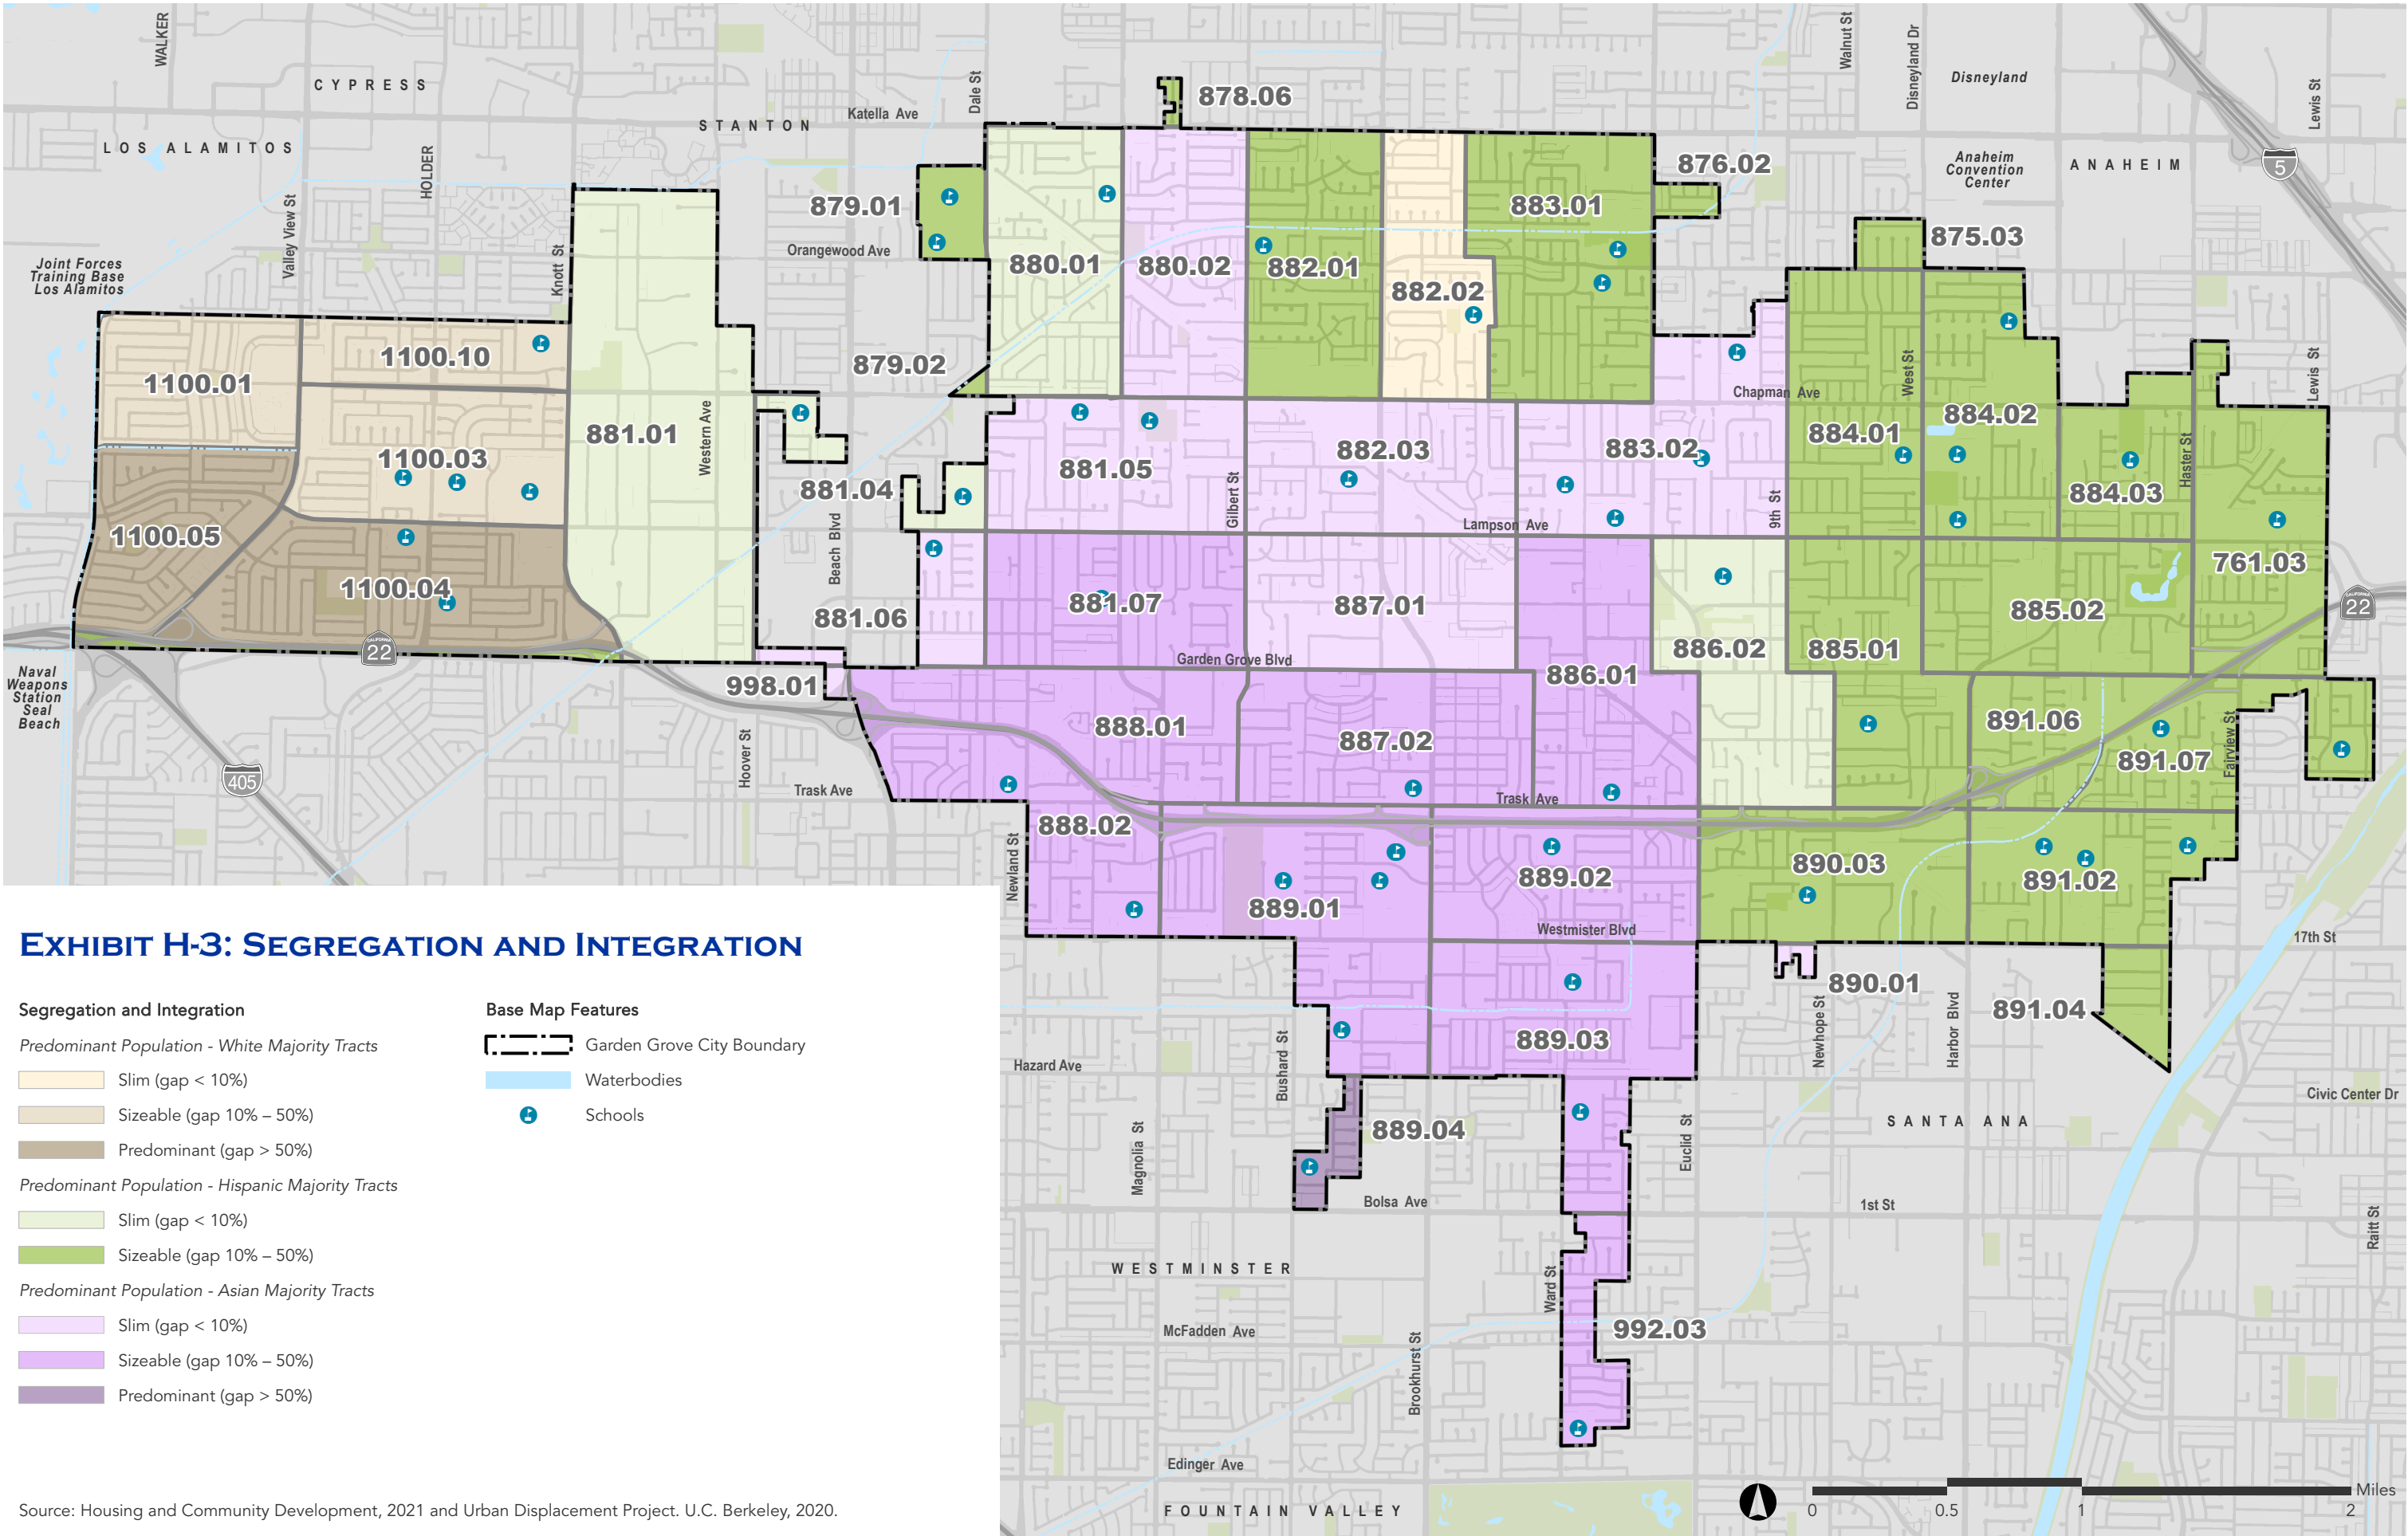 WALKER
CYPRESS
Katella Ave
STANTON
Dale St
878.06
Walnut St
Disneyland Dr
Disneyland
Lewis St
LOS ALAMITOS
HOLDER
Valley View St
Knott St
879.01
Orangewood Ave
876.02
Anaheim
Convention
Center
ANAHEIM
5
883.01
875.03
Joint Forces
Training Base
Los Alamitos
880.01
880.02
882.01
882.02
1100.01
1100.10
879.02
Chapman Ave
West St
Lewis St
1100.03
881.01
Western Ave
881.04
881.05
Gilbert St
882.03
883.02
9th St
884.01
884.02
884.03
Haster St
1100.05
Beach Blvd
Lampson Ave
1100.04
761.03
CALIFORNIA
22
881.06
881.07
887.01
886.02
885.01
885.02
CALIFORNIA
22
Garden Grove Blvd
886.01
Naval
Weapons
Station
Seal
Beach
998.01
888.01
887.02
891.06
891.07
Fairview St
405
Hoover St
Trask Ave
Trask Ave
888.02
Newland St
889.01
889.02
890.03
891.02
Westmister Blvd
17th St
890.01
Newhope St
Harbor Blvd
891.04
889.03
Hazard Ave
Bushard St
Magnolia St
889.04
Euclid St
SANTA ANA
Civic Center Dr
Bolsa Ave
1st St
Raitt St
WESTMINSTER
Ward St
McFadden Ave
Brookhurst St
992.03
Edinger Ave
FOUNTAIN VALLEY
0
0.5
1
2
Miles
EXHIBIT H-3: SEGREGATION AND INTEGRATION
Segregation and Integration
Predominant Population - White Majority Tracts
Slim (gap < 10%)
Sizeable (gap 10% – 50%)
Predominant (gap > 50%)
Predominant Population - Hispanic Majority Tracts
Slim (gap < 10%)
Sizeable (gap 10% – 50%)
Predominant Population - Asian Majority Tracts
Slim (gap < 10%)
Sizeable (gap 10% – 50%)
Predominant (gap > 50%)
Base Map Features
Garden Grove City Boundary
Waterbodies
Schools
Source: Housing and Community Development, 2021 and Urban Displacement Project. U.C. Berkeley, 2020.